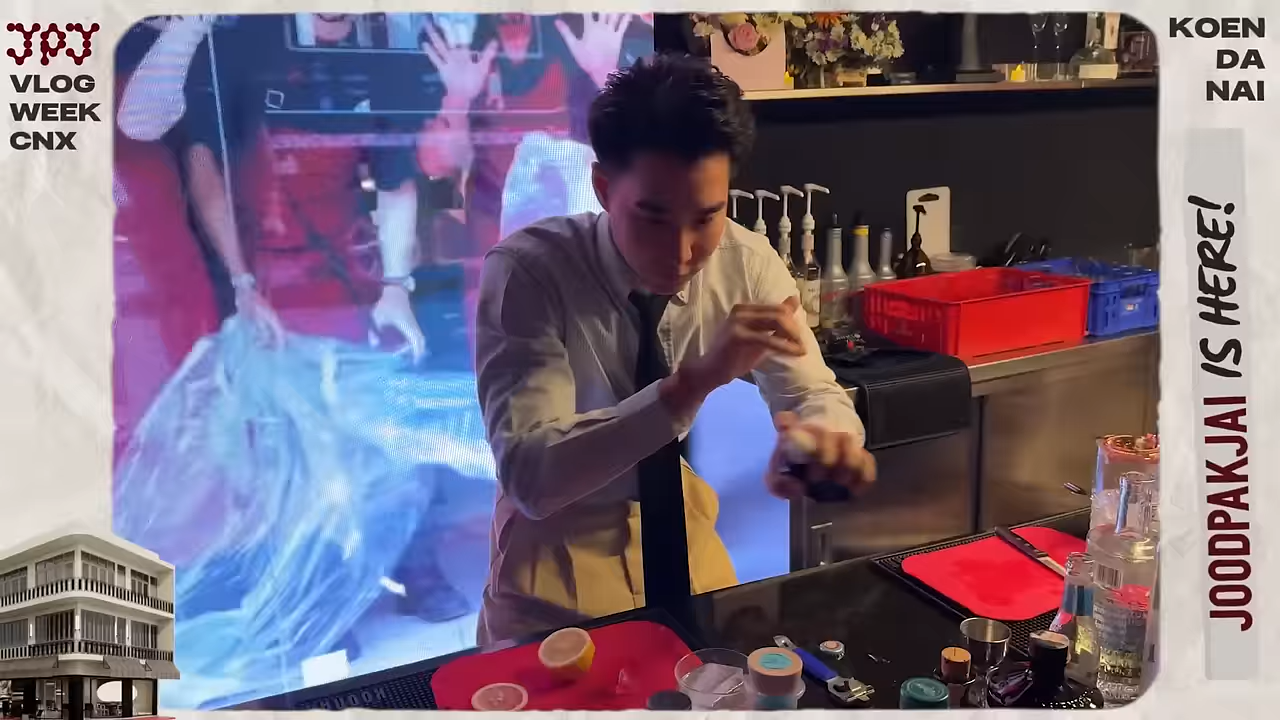 JPJ
VLOG
WEEK
CNX
KOEN
DA
NAI
JOODPAKJAI IS HERE!